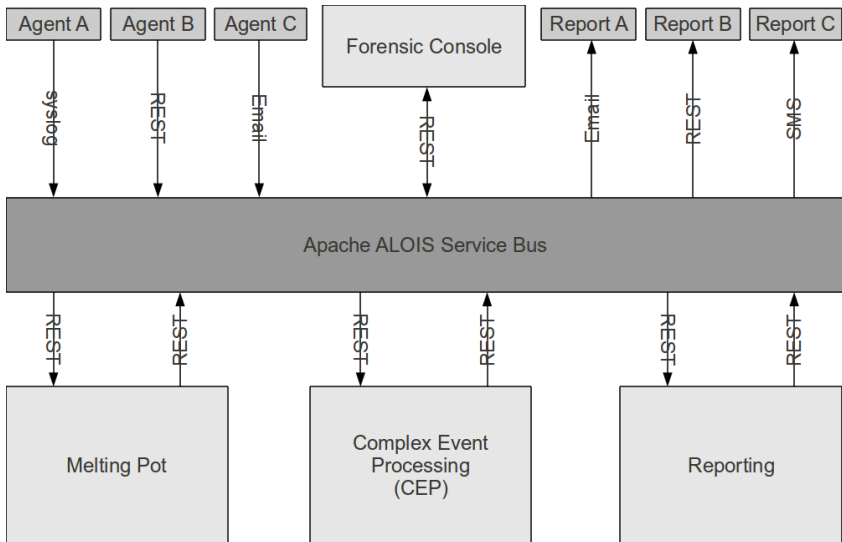 Agent A
Agent B
Agent C
Forensic Console
Report A
Report B
Report C
syslog
REST
Email
REST
Email
REST
SMS
Apache ALOIS Service Bus
REST
REST
REST
REST
REST
REST
Melting Pot
Complex Event
Processing
(CEP)
Reporting